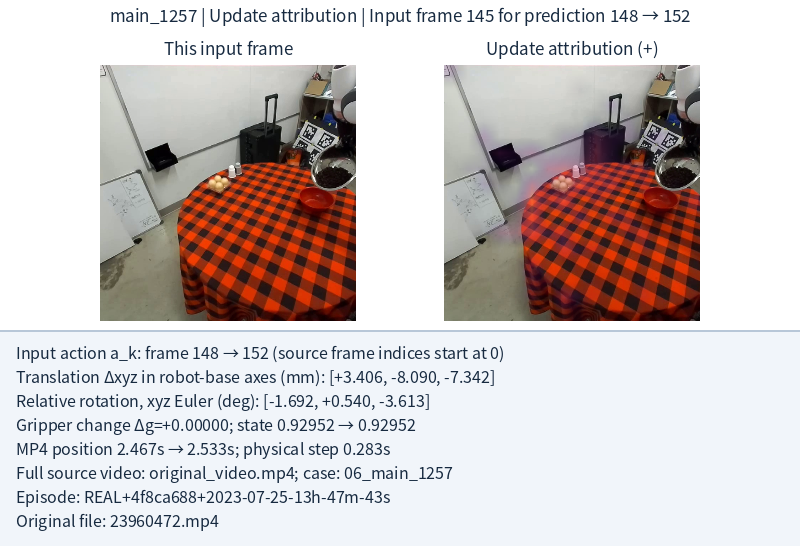 main_1257 | Update attribution | Input frame 145 for prediction 148 → 152
This input frame
Update attribution (+)
Input action a_k: frame 148 → 152 (source frame indices start at 0)
Translation Δxyz in robot-base axes (mm): [+3.406, -8.090, -7.342]
Relative rotation, xyz Euler (deg): [-1.692, +0.540, -3.613]
Gripper change Δg=+0.00000; state 0.92952 → 0.92952
MP4 position 2.467s → 2.533s; physical step 0.283s
Full source video: original_video.mp4; case: 06_main_1257
Episode: REAL+4f8ca688+2023-07-25-13h-47m-43s
Original file: 23960472.mp4